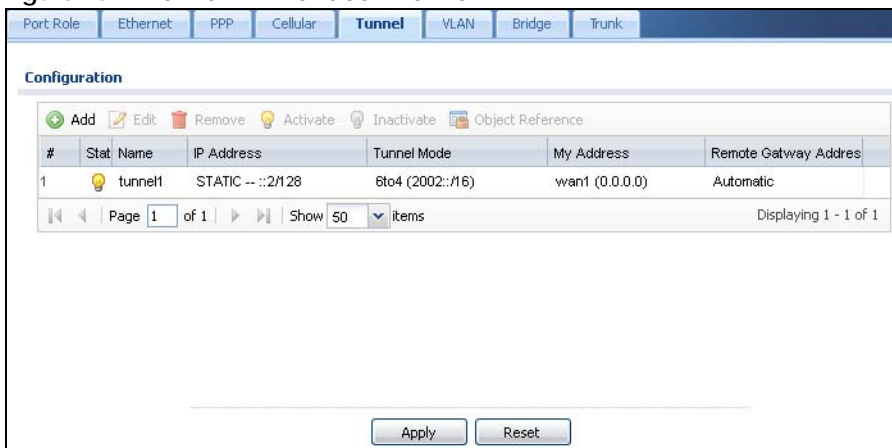 Port Role Ethernet PPP Cellular Tunnel VLAN Bridge Trunk
Configuration
Add Edit Remove Activate Inactivate Object Reference
# Stat Name IP Address Tunnel Mode My Address Remote Gatway Addres
1 tunnel1 STATIC -- ::2/128 6to4 (2002::/16) wan1 (0.0.0.0) Automatic
Page 1 of 1 Show 50 items Displaying 1 - 1 of 1
Apply Reset